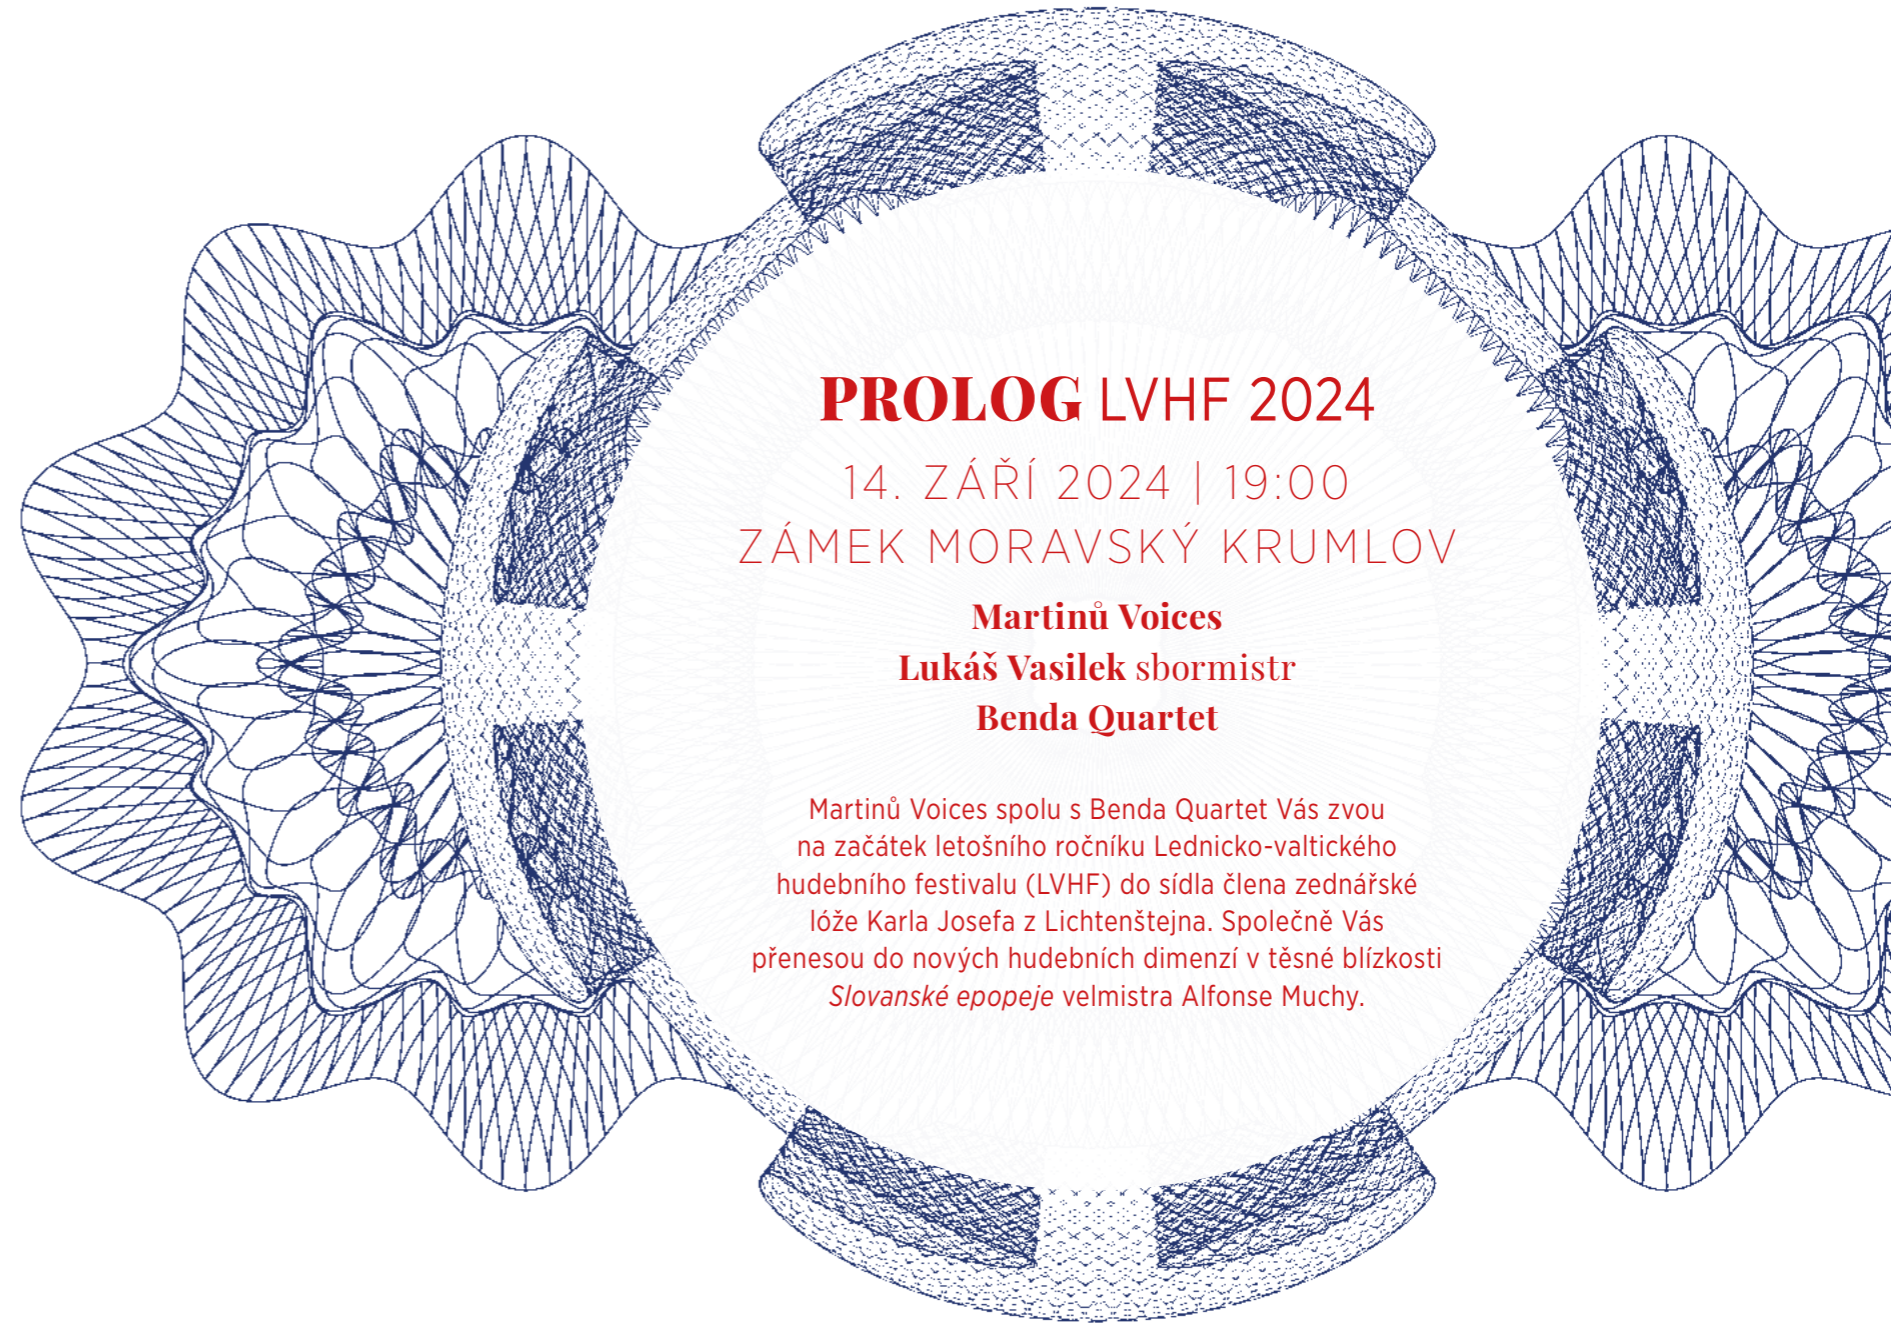 PROLOG LVHF 2024
14. ZÁŘÍ 2024 | 19:00
ZÁMEK MORAVSKÝ KRUMLOV
Martinů Voices
Lukáš Vasilek sbormistr
Benda Quartet
Martinů Voices spolu s Benda Quartet Vás zvou
na začátek letošního ročníku Lednicko-valtického
hudebního festivalu (LVHF) do sídla člena zednářské
lóže Karla Josefa z Lichtenštejna. Společně Vás
přenesou do nových hudebních dimenzí v těsné blízkosti
Slovanské epopeje velmistra Alfonse Muchy.